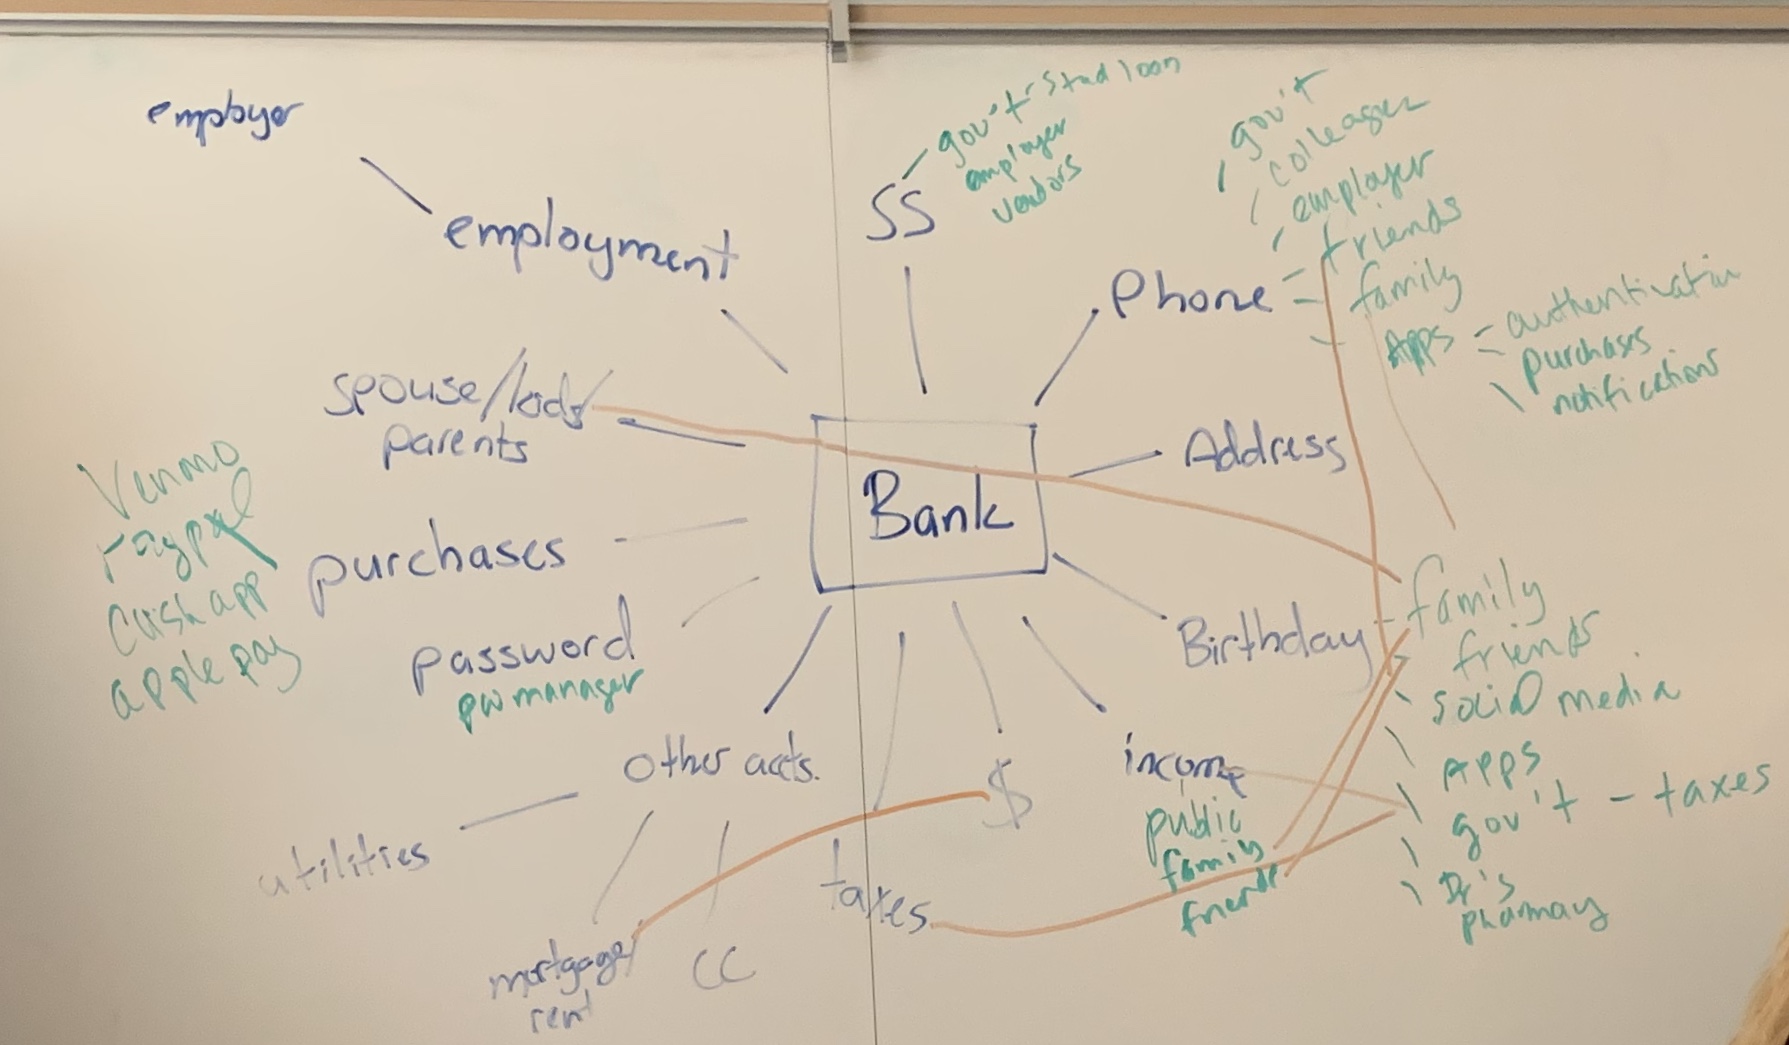 employer
employment
SS
gov't - Stud loan
employer
vendors
gov't
colleagues
employer
friends
family
Apps - authentication
purchases
notifications
Phone
spouse/kids/
parents
Address
Bank
Venmo
Paypal
Cash app
apple pay
purchases
password
pw manager
Birthday - family
friends
social media
Apps
gov't - taxes
Dr's
pharmacy
other accts.
utilities
mortgage/
rent
CC
taxes
$
income
public
family
friends